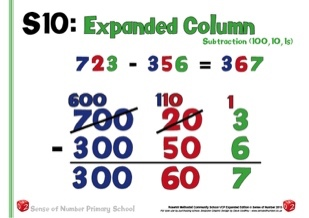 S10: Expanded Column
Subtraction (100,10,1s)
723 - 356 = 367
600 110 1
700 20 3
- 300 50 6
300 60 7
Sense of Number Primary School